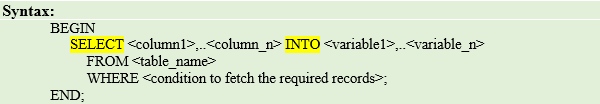 Syntax:
BEGIN
SELECT <column1>,..<column_n> INTO <variable1>,..<variable_n>
FROM <table_name>
WHERE <condition to fetch the required records>;
END;